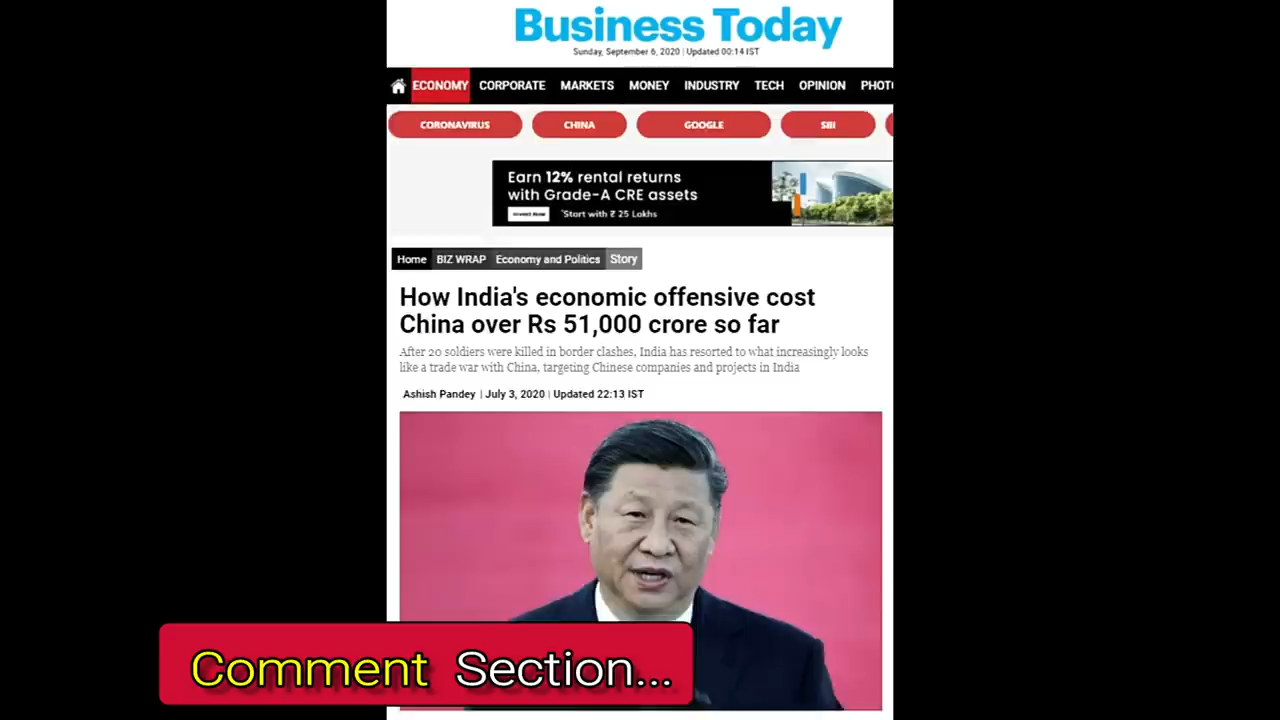 Business Today
Sunday, September 6, 2020 | Updated 00:14 IST
ECONOMY CORPORATE MARKETS MONEY INDUSTRY TECH OPINION PHOTO
CORONAVIRUS CHINA GOOGLE SBI
Earn 12% rental returns
with Grade-A CRE assets
Invest Now *Start with ₹ 25 Lakhs
Home BIZ WRAP Economy and Politics Story
How India's economic offensive cost
China over Rs 51,000 crore so far
After 20 soldiers were killed in border clashes, India has resorted to what increasingly looks
like a trade war with China, targeting Chinese companies and projects in India
Ashish Pandey | July 3, 2020 | Updated 22:13 IST
Comment Section...